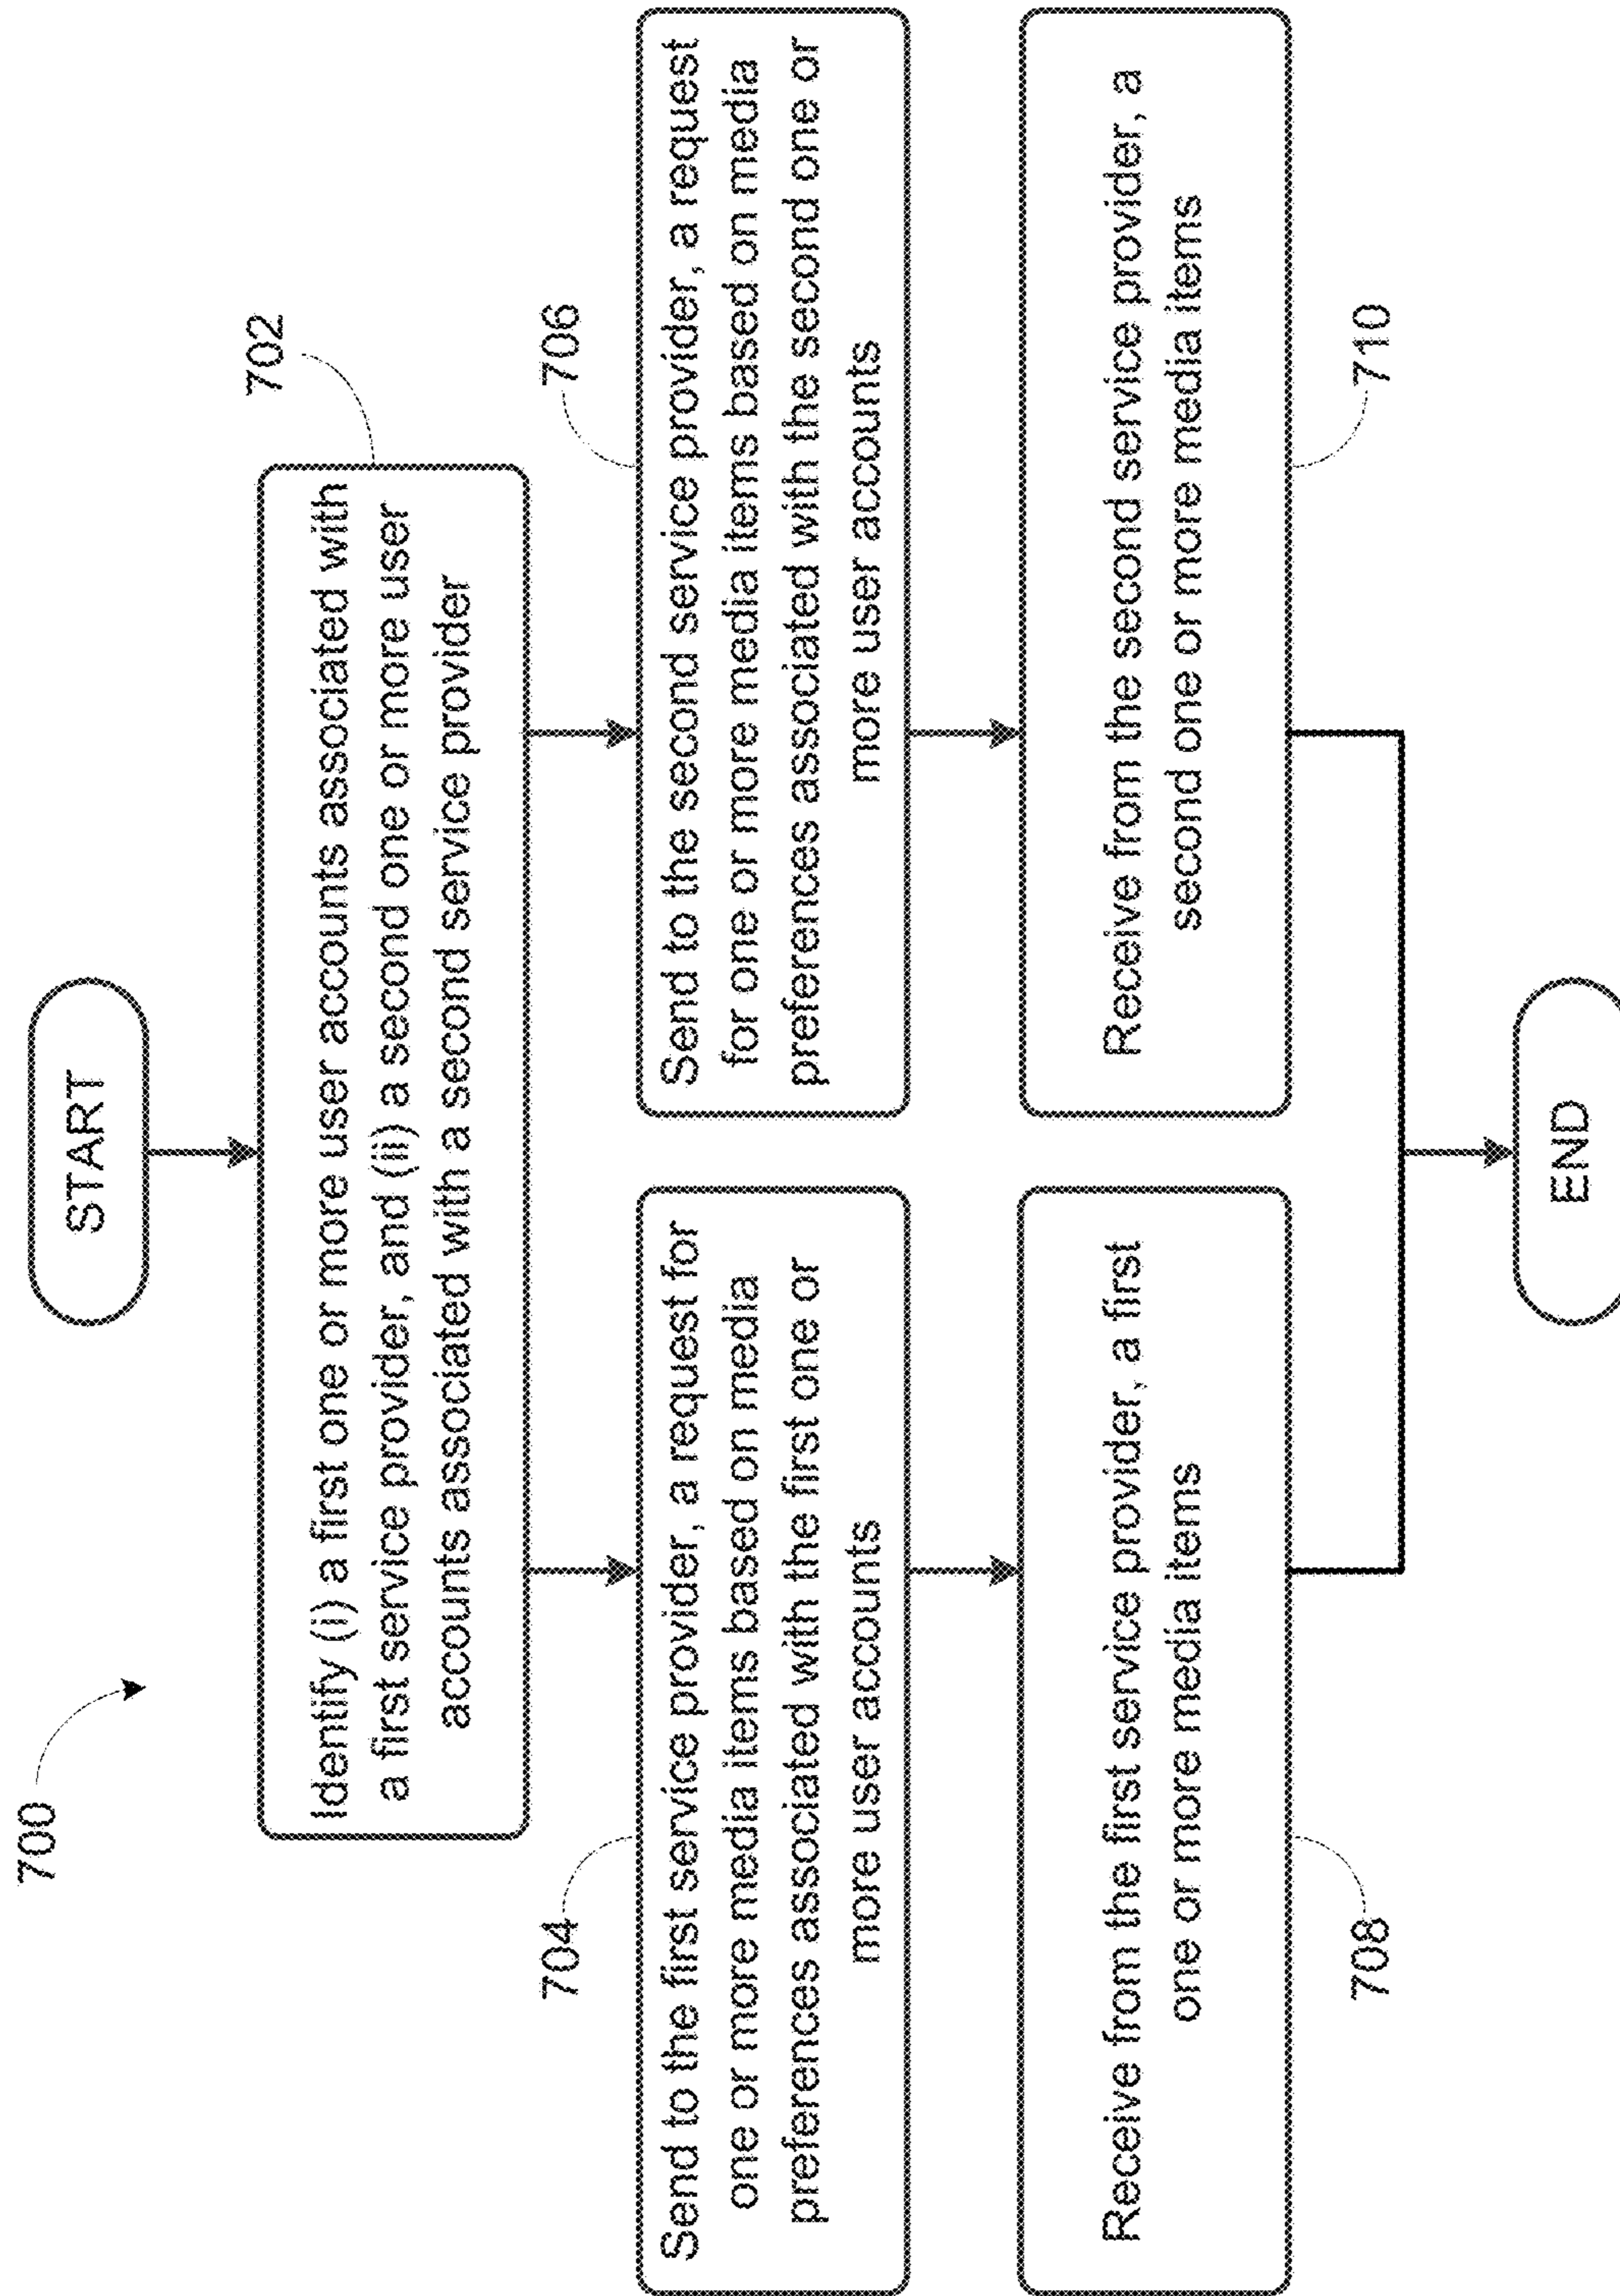 700
START
702
Identify (i) a first one or more user accounts associated with
a first service provider, and (ii) a second one or more user
accounts associated with a second service provider
704
Send to the first service provider, a request for
one or more media items based on media
preferences associated with the first one or
more user accounts
706
Send to the second service provider, a request
for one or more media items based on media
preferences associated with the second one or
more user accounts
Receive from the first service provider, a first
one or more media items
708
Receive from the second service provider, a
second one or more media items
710
END